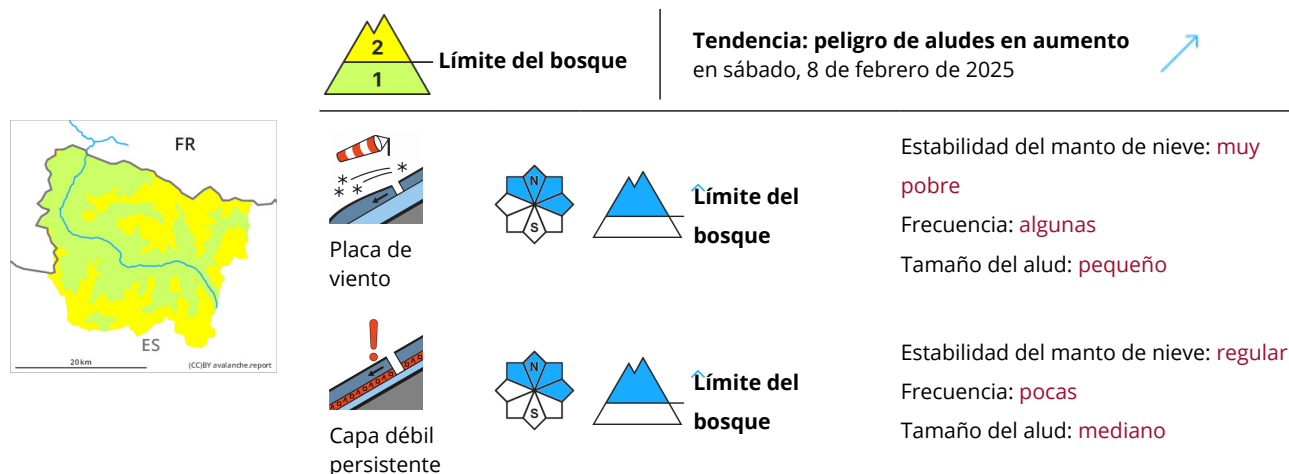 2
1
Límite del bosque
Tendencia: peligro de aludes en aumento
en sábado, 8 de febrero de 2025
FR
ES
20 km
(CC)BY avalanche.report
Placa de
viento
N
S
Límite del
bosque
Estabilidad del manto de nieve: muy
pobre
Frecuencia: algunas
Tamaño del alud: pequeño
Capa débil
persistente
N
S
Límite del
bosque
Estabilidad del manto de nieve: regular
Frecuencia: pocas
Tamaño del alud: mediano